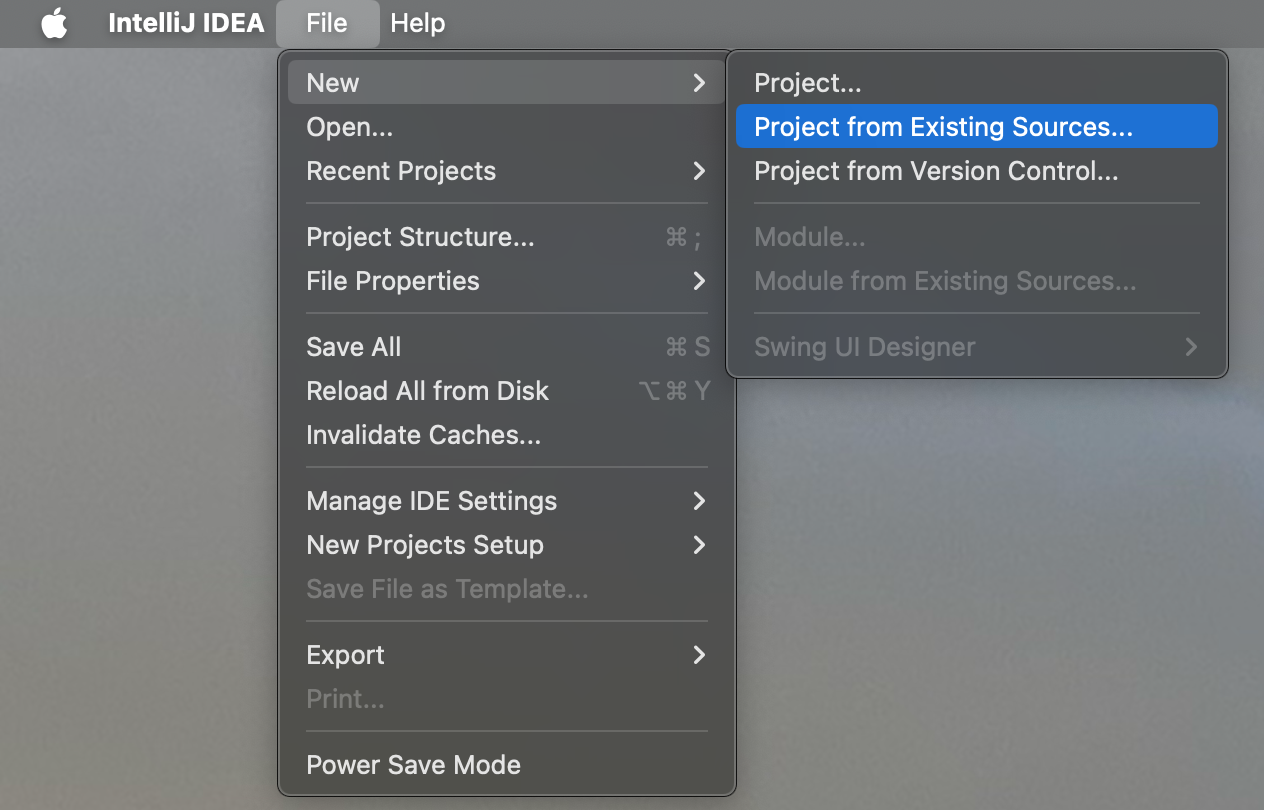 IntelliJ IDEA File Help
New
Open...
Recent Projects
Project Structure... ⌘ ;
File Properties
Save All ⌘ S
Reload All from Disk ⌥ ⌘ Y
Invalidate Caches...
Manage IDE Settings
New Projects Setup
Save File as Template...
Export
Print...
Power Save Mode
Project...
Project from Existing Sources...
Project from Version Control...
Module...
Module from Existing Sources...
Swing UI Designer